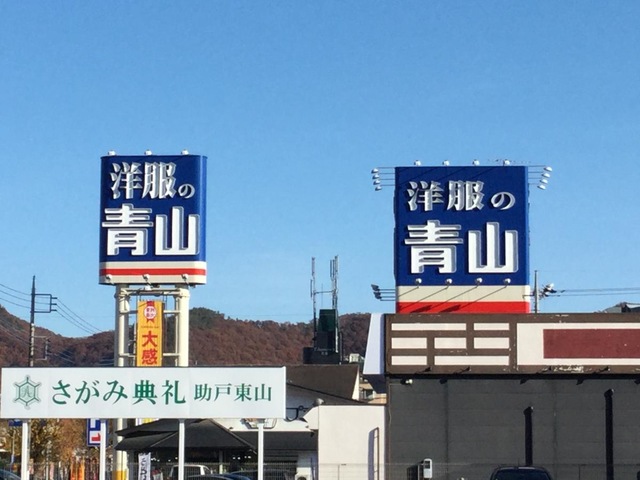 洋服の
青山
洋服の
青山
大感
さがみ典礼 助戸東山